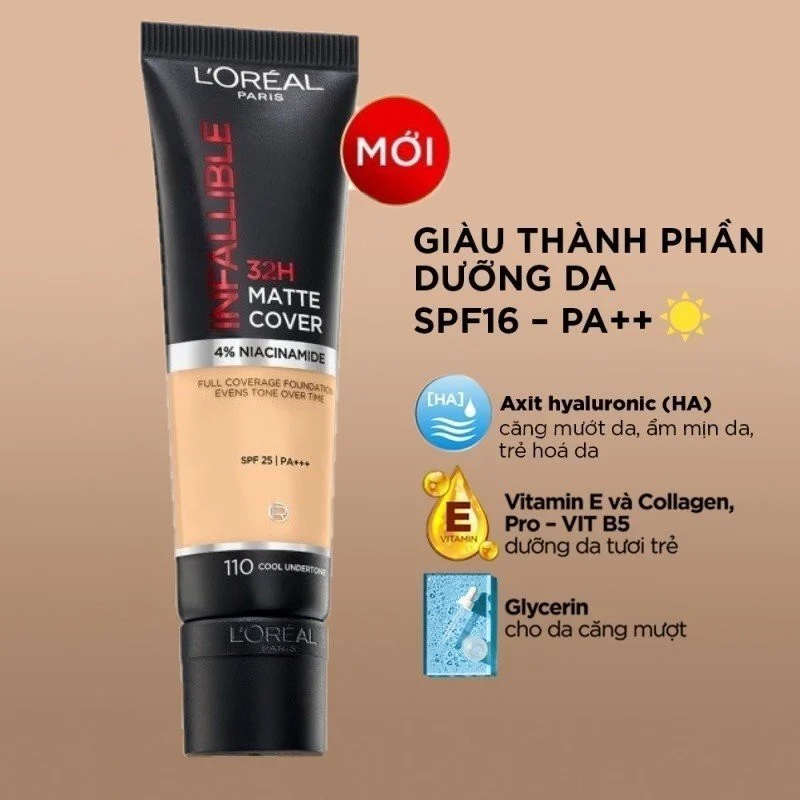 L'ORÉAL
PARIS
INFALLIBLE
32H
MATTE
COVER
4% NIACINAMIDE
FULL COVERAGE FOUNDATION
EVENS TONE OVER TIME
SPF 25 | PA+++
110 COOL UNDERTONE
L'ORÉAL
PARIS
MỚI
GIÀU THÀNH PHẦN
DƯỠNG DA
SPF16 – PA++
[HA]
Axit hyaluronic (HA)
căng mướt da, ẩm mịn da,
trẻ hoá da
E
VITAMIN
Vitamin E và Collagen,
Pro – VIT B5
dưỡng da tươi trẻ
Glycerin
cho da căng mượt